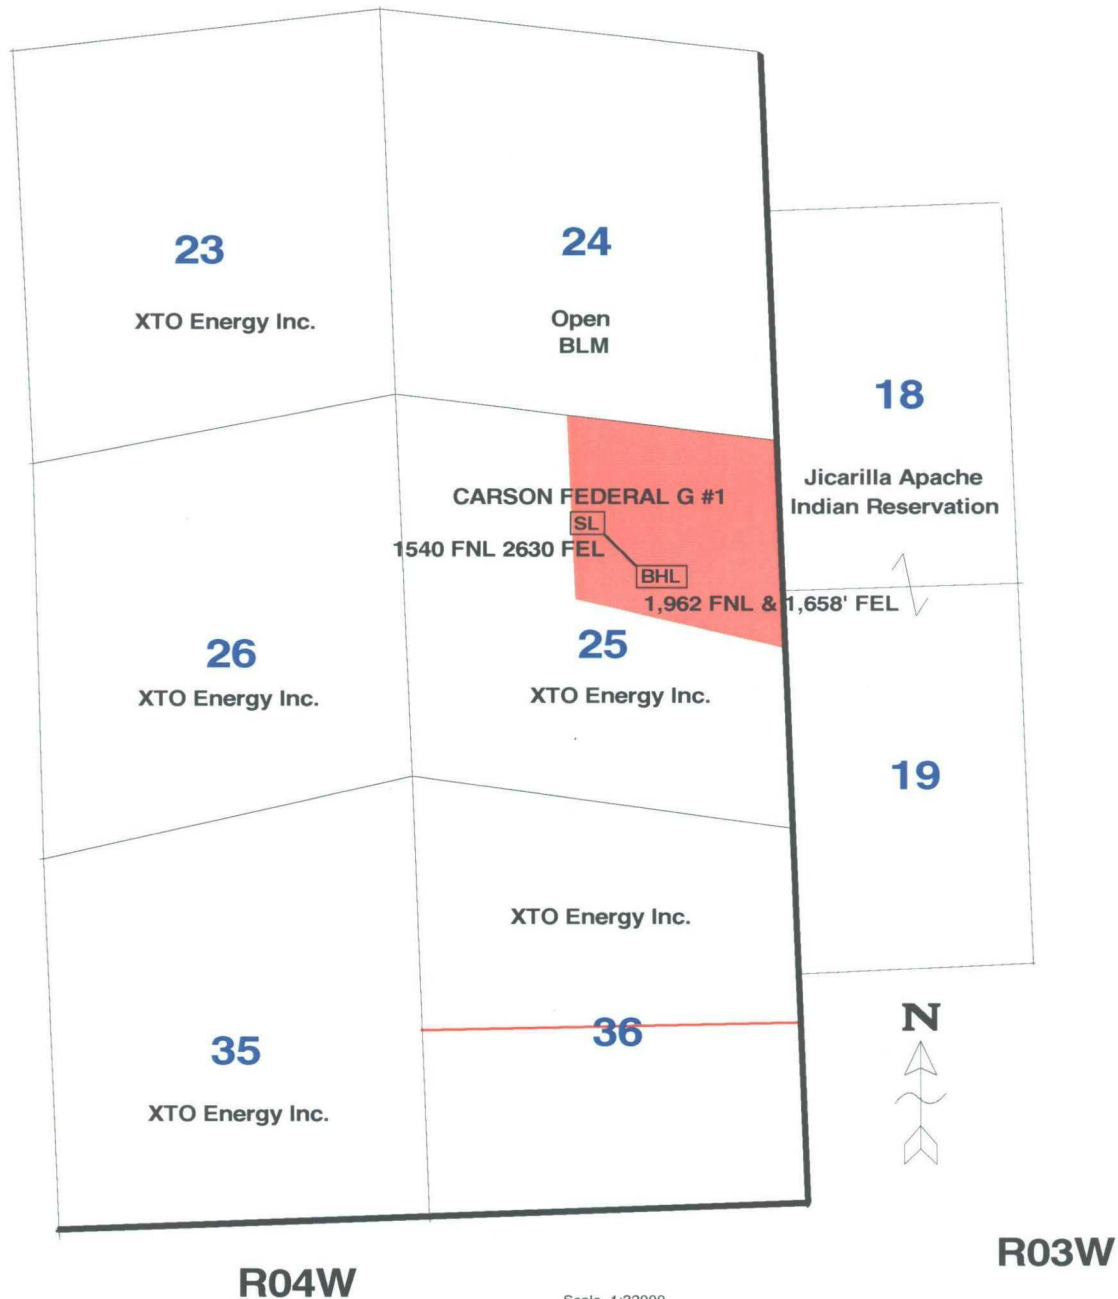 23
XTO Energy Inc.
24
Open
BLM
18
Jicarilla Apache
Indian Reservation
CARSON FEDERAL G #1
SL
1540 FNL 2630 FEL
BHL
1,962 FNL & 1,658' FEL
26
XTO Energy Inc.
25
XTO Energy Inc.
19
XTO Energy Inc.
36
35
XTO Energy Inc.
N
R04W
R03W